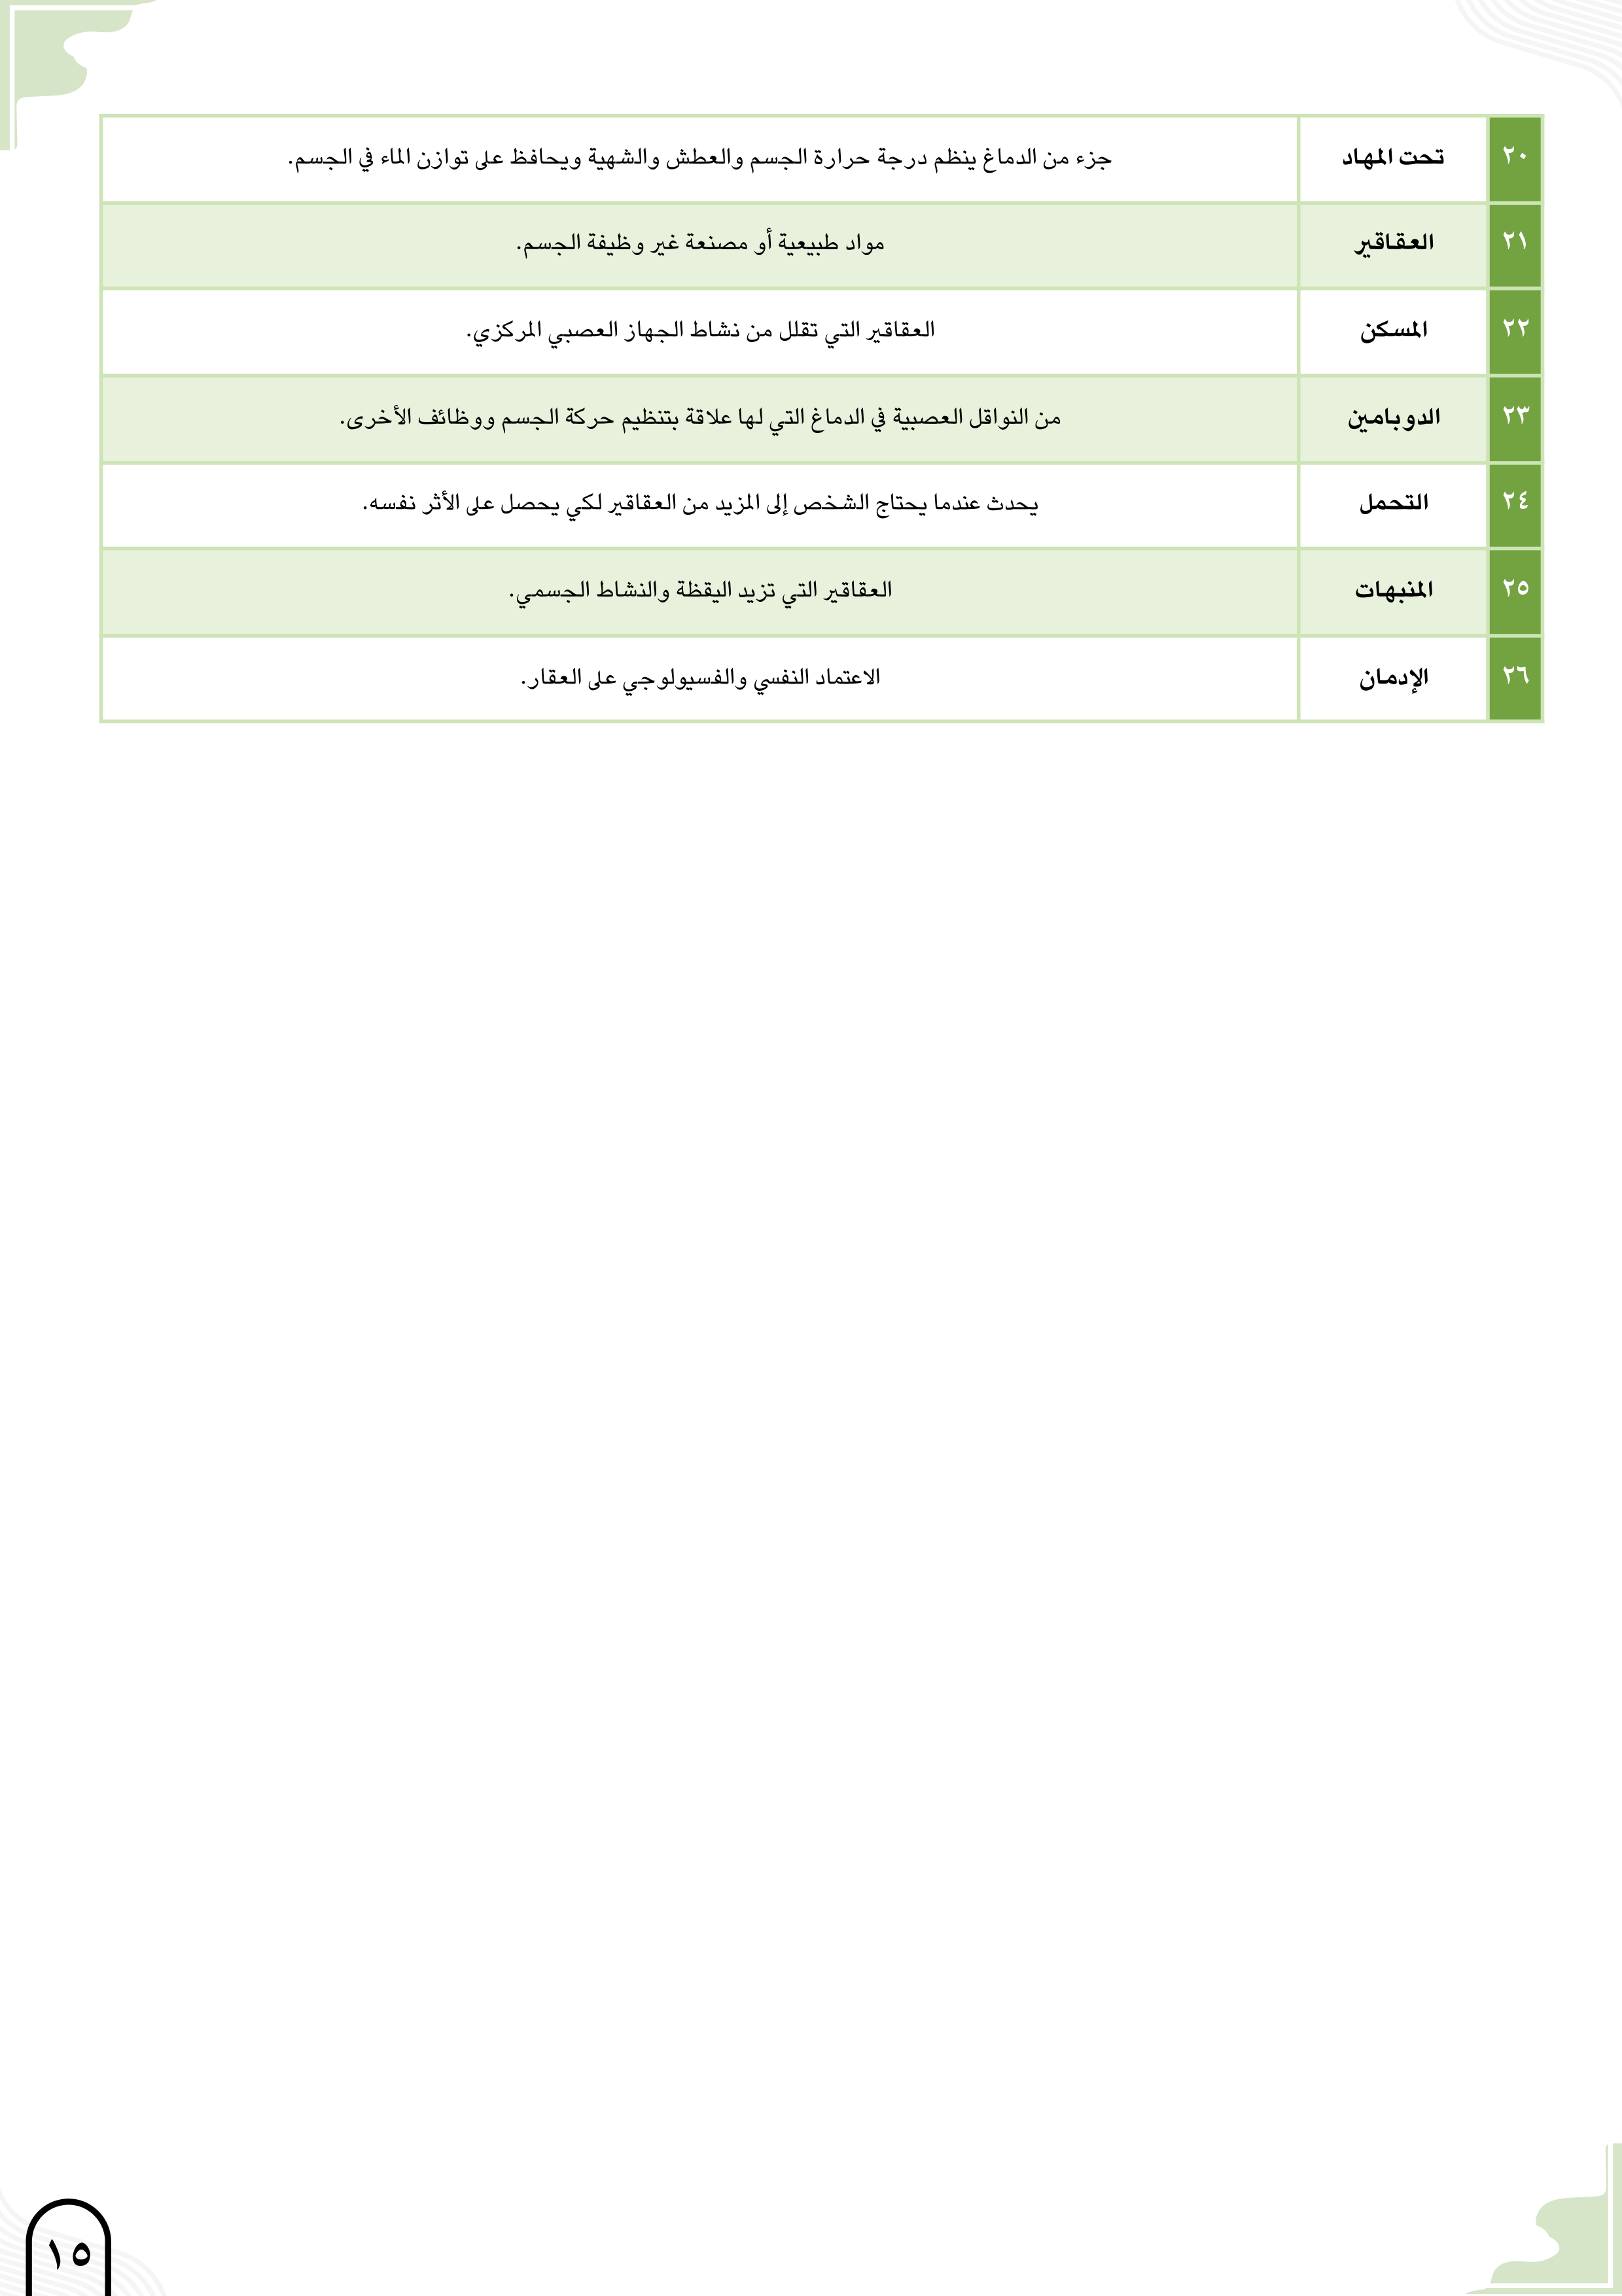 ٢٠ تحت المهاد جزء من الدماغ ينظم درجة حرارة الجسم والعطش والشهية ويحافظ على توازن الماء في الجسم.
٢١ العقاقير مواد طبيعية أو مصنعة غير وظيفة الجسم.
٢٢ المسكن العقاقير التي تقلل من نشاط الجهاز العصبي المركزي.
٢٣ الدوبامين من النواقل العصبية في الدماغ التي لها علاقة بتنظيم حركة الجسم ووظائف الأخرى.
٢٤ التحمل يحدث عندما يحتاج الشخص إلى المزيد من العقاقير لكي يحصل على الأثر نفسه.
٢٥ المنبهات العقاقير التي تزيد اليقظة والنشاط الجسمي.
٢٦ الإدمان الاعتماد النفسي والفسيولوجي على العقار.
١٥